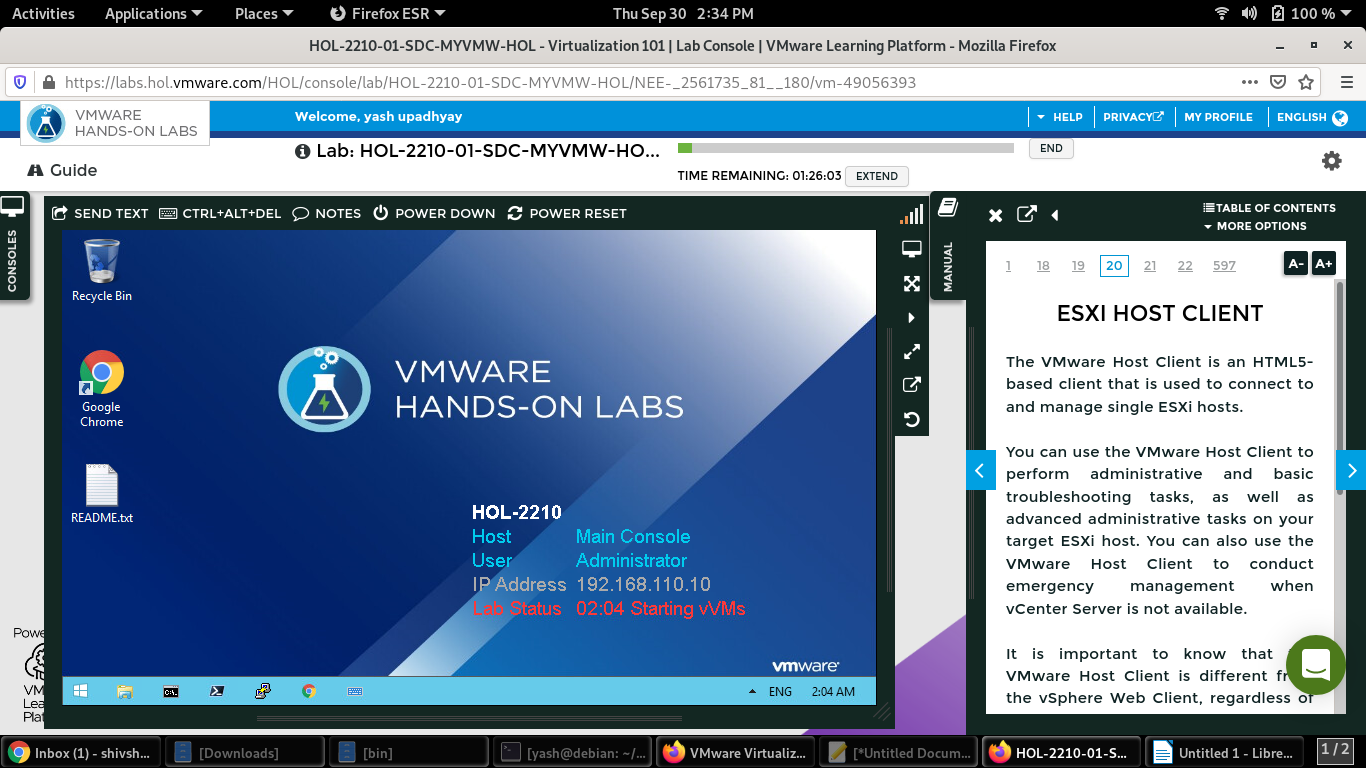 Activities Applications Places Firefox ESR Thu Sep 30 2:34 PM 100 %
HOL-2210-01-SDC-MYVMW-HOL - Virtualization 101 | Lab Console | VMware Learning Platform - Mozilla Firefox
https://labs.hol.vmware.com/HOL/console/lab/HOL-2210-01-SDC-MYVMW-HOL/NEE-_2561735_81__180/vm-49056393
VMWARE
HANDS-ON LABS
Welcome, yash upadhyay
HELP PRIVACY MY PROFILE ENGLISH
Guide
Lab: HOL-2210-01-SDC-MYVMW-HO...
END
TIME REMAINING: 01:26:03 EXTEND
CONSOLES
SEND TEXT CTRL+ALT+DEL NOTES POWER DOWN POWER RESET
Recycle Bin
Google
Chrome
README.txt
VMWARE
HANDS-ON LABS
HOL-2210
Host Main Console
User Administrator
IP Address 192.168.110.10
Lab Status 02:04 Starting vVMs
vmware
ENG 2:04 AM
MANUAL
TABLE OF CONTENTS
MORE OPTIONS
1 18 19 20 21 22 597 A- A+
ESXI HOST CLIENT
The VMware Host Client is an HTML5-
based client that is used to connect to
and manage single ESXi hosts.
You can use the VMware Host Client to
perform administrative and basic
troubleshooting tasks, as well as
advanced administrative tasks on your
target ESXi host. You can also use the
VMware Host Client to conduct
emergency management when
vCenter Server is not available.
It is important to know that
VMware Host Client is different
the vSphere Web Client, regardless of
Inbox (1) - shivsh... [Downloads] [bin] [yash@debian: ~/... VMware Virtualiz... [*Untitled Docum... HOL-2210-01-S... Untitled 1 - Libre... 1 / 2